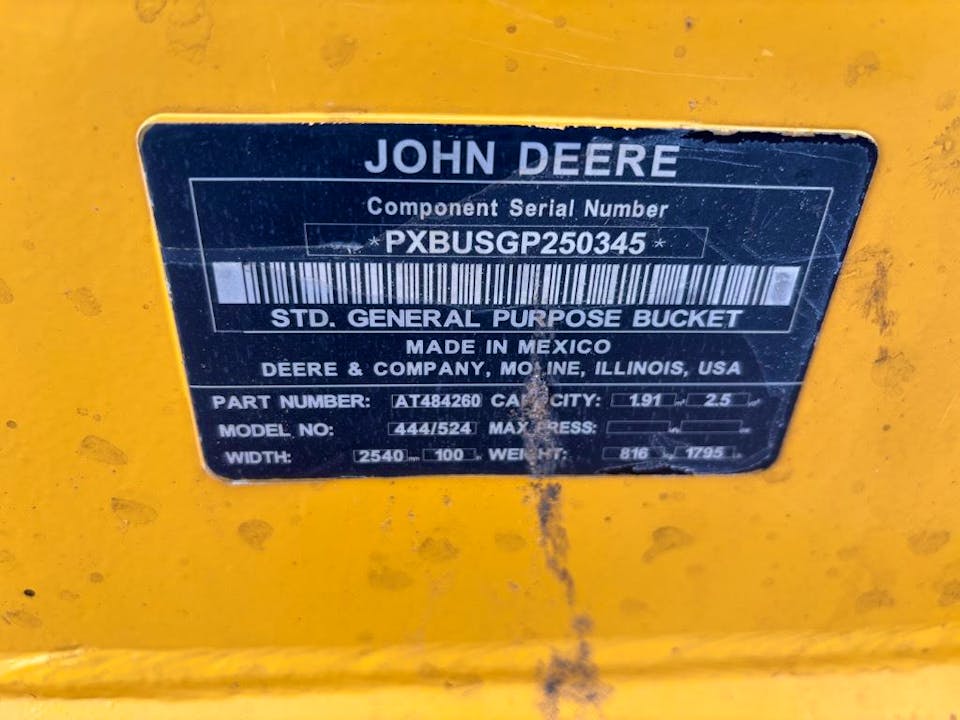 JOHN DEERE
Component Serial Number
*PXBUSGP250345*
STD. GENERAL PURPOSE BUCKET
MADE IN MEXICO
DEERE & COMPANY, MOLINE, ILLINOIS, USA
PART NUMBER: AT484260 CAPACITY: 1.91 2.5
MODEL NO: 444/524 MAX PRESS:
WIDTH: 2540 100 WEIGHT: 816 1795